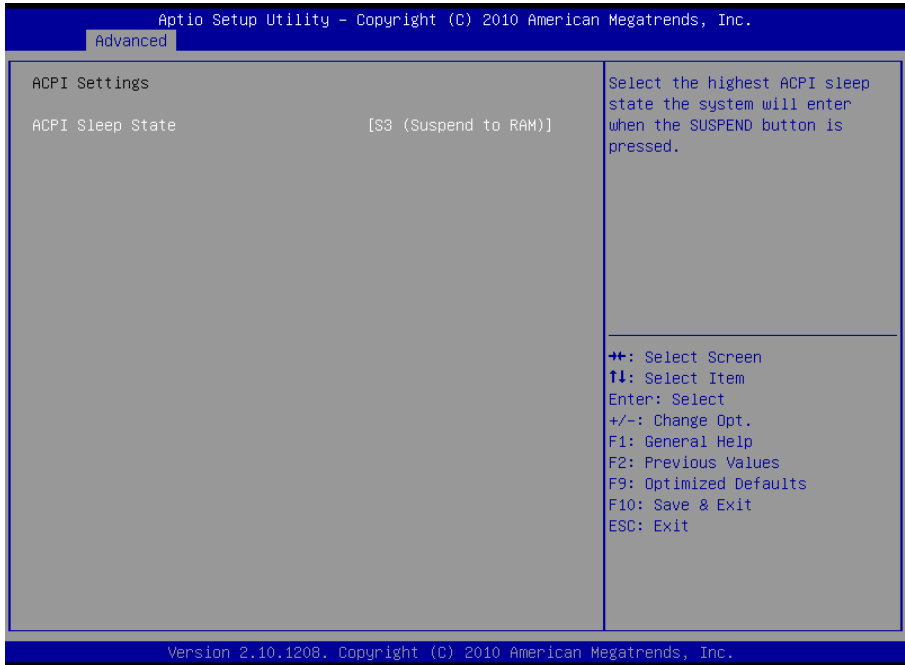 Aptio Setup Utility – Copyright (C) 2010 American Megatrends, Inc.
Advanced
ACPI Settings
ACPI Sleep State [S3 (Suspend to RAM)]
Select the highest ACPI sleep
state the system will enter
when the SUSPEND button is
pressed.
→←: Select Screen
↑↓: Select Item
Enter: Select
+/-: Change Opt.
F1: General Help
F2: Previous Values
F9: Optimized Defaults
F10: Save & Exit
ESC: Exit
Version 2.10.1208. Copyright (C) 2010 American Megatrends, Inc.